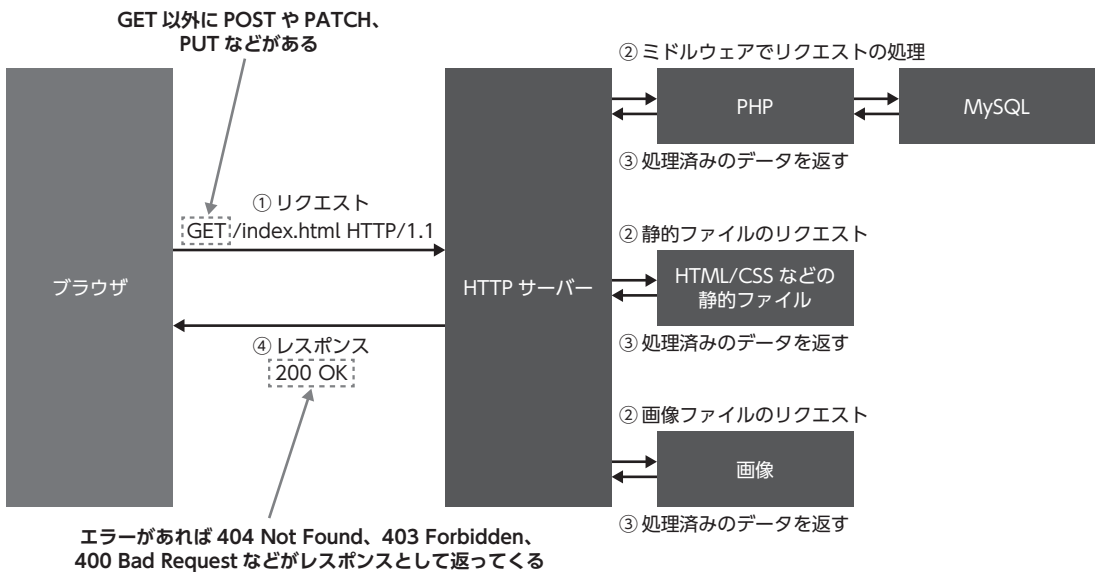 GET 以外に POST や PATCH、
PUT などがある
② ミドルウェアでリクエストの処理
PHP
MySQL
③ 処理済みのデータを返す
① リクエスト
GET /index.html HTTP/1.1
② 静的ファイルのリクエスト
ブラウザ
HTTP サーバー
HTML/CSS などの
静的ファイル
④ レスポンス
200 OK
③ 処理済みのデータを返す
② 画像ファイルのリクエスト
画像
③ 処理済みのデータを返す
エラーがあれば 404 Not Found、403 Forbidden、
400 Bad Request などがレスポンスとして返ってくる